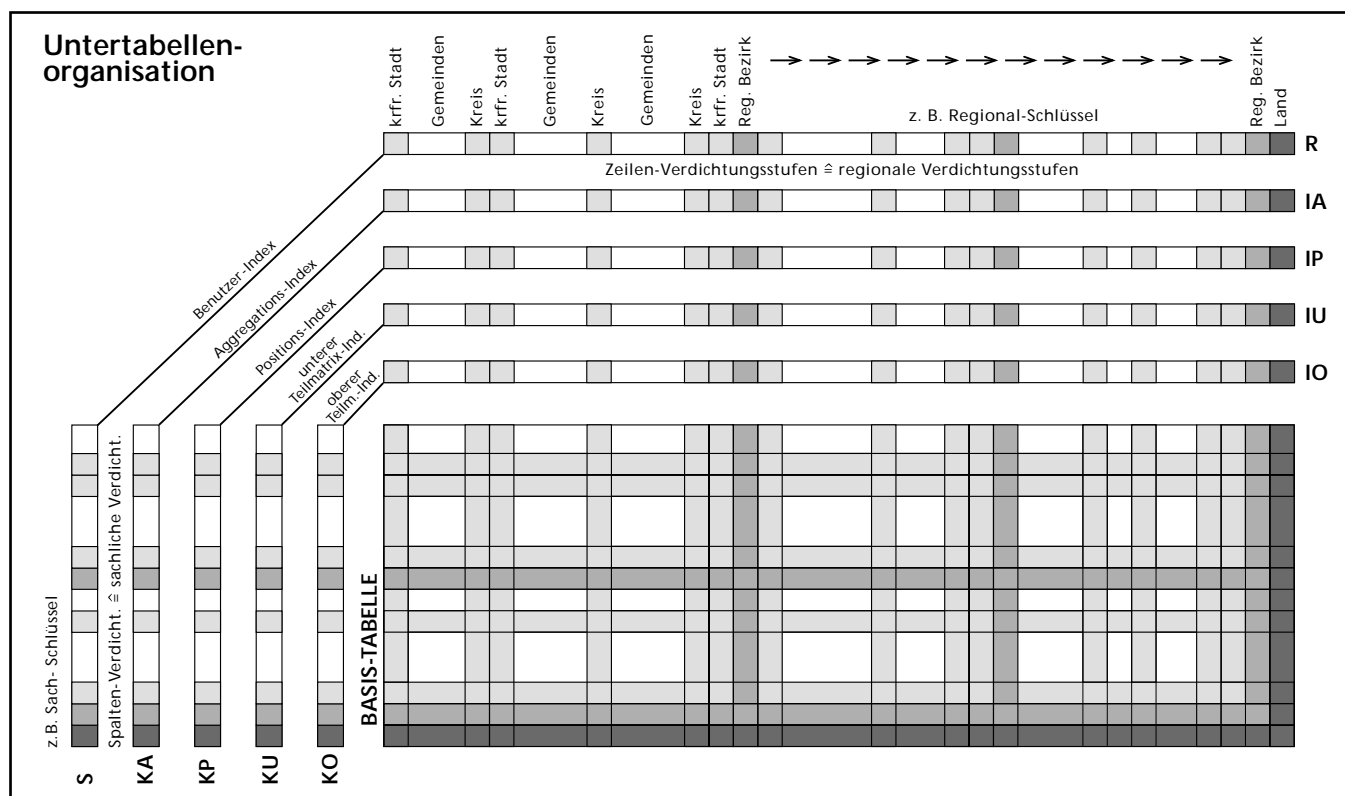 Untertabellen-
organisation
krfr. Stadt
Gemeinden
Kreis
krfr. Stadt
Gemeinden
Kreis
Gemeinden
Kreis
krfr. Stadt
Reg. Bezirk
z. B. Regional-Schlüssel
Reg. Bezirk
Land
R
Zeilen-Verdichtungsstufen ≙ regionale Verdichtungsstufen
IA
IP
IU
IO
Benutzer-Index
Aggregations-Index
Positions-Index
unterer
Teilmatrix-Ind.
oberer
Teilm.-Ind.
z.B. Sach- Schlüssel
Spalten-Verdicht. ≙ sachliche Verdicht.
BASIS-TABELLE
S
KA
KP
KU
KO